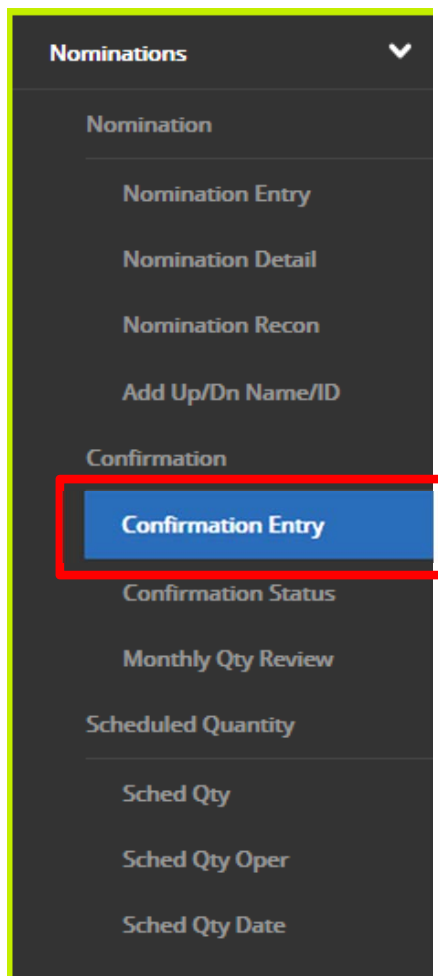 Nominations
Nomination
Nomination Entry
Nomination Detail
Nomination Recon
Add Up/Dn Name/ID
Confirmation
Confirmation Entry
Confirmation Status
Monthly Qty Review
Scheduled Quantity
Sched Qty
Sched Qty Oper
Sched Qty Date